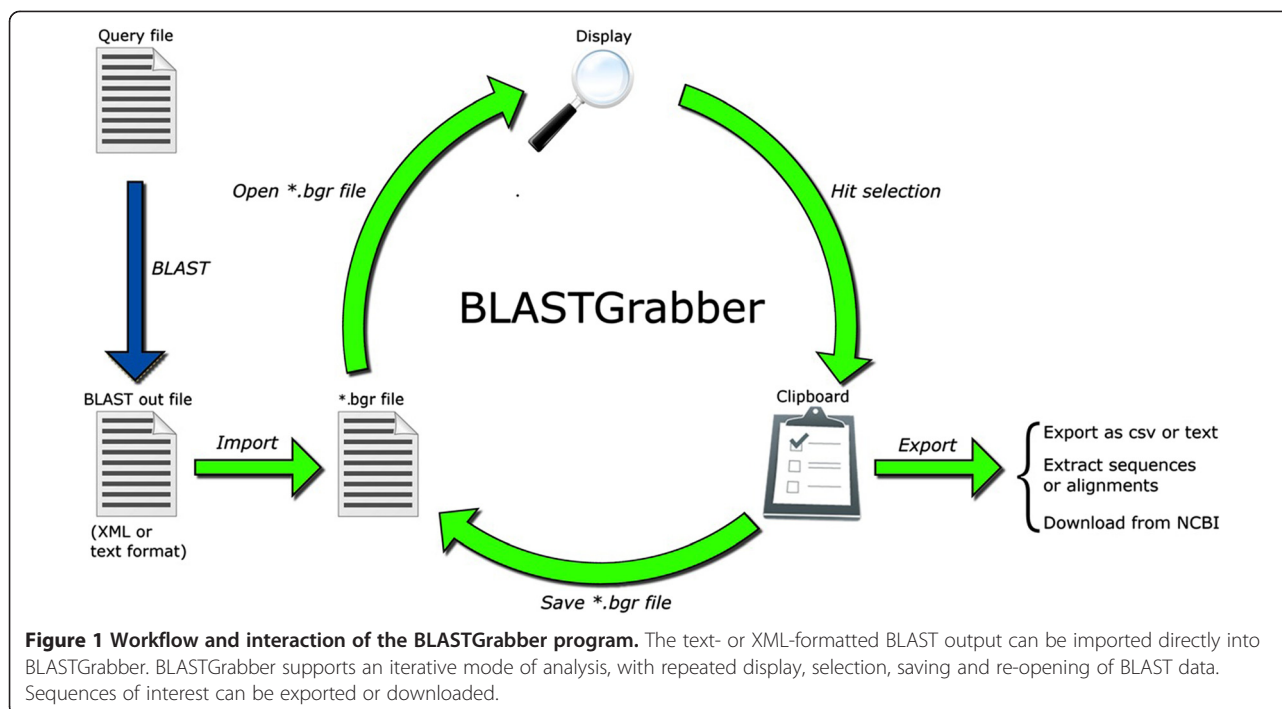 Query file
Display
Open *.bgr file
Hit selection
BLAST
BLASTGrabber
BLAST out file
*.bgr file
Clipboard
Import
Export
Export as csv or text
Extract sequences
or alignments
Download from NCBI
(XML or
text format)
Save *.bgr file
Figure 1 Workflow and interaction of the BLASTGrabber program. The text- or XML-formatted BLAST output can be imported directly into
BLASTGrabber. BLASTGrabber supports an iterative mode of analysis, with repeated display, selection, saving and re-opening of BLAST data.
Sequences of interest can be exported or downloaded.